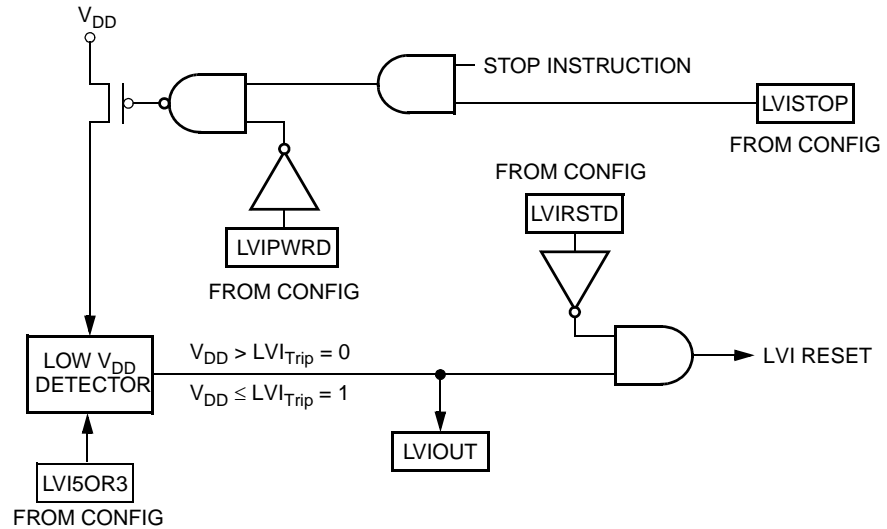 VDD
STOP INSTRUCTION
LVISTOP
FROM CONFIG
FROM CONFIG
LVIRSTD
LVIPWRD
FROM CONFIG
LOW VDD
DETECTOR
VDD > LVITrip = 0
VDD ≤ LVITrip = 1
LVI RESET
LVIOUT
LVI5OR3
FROM CONFIG